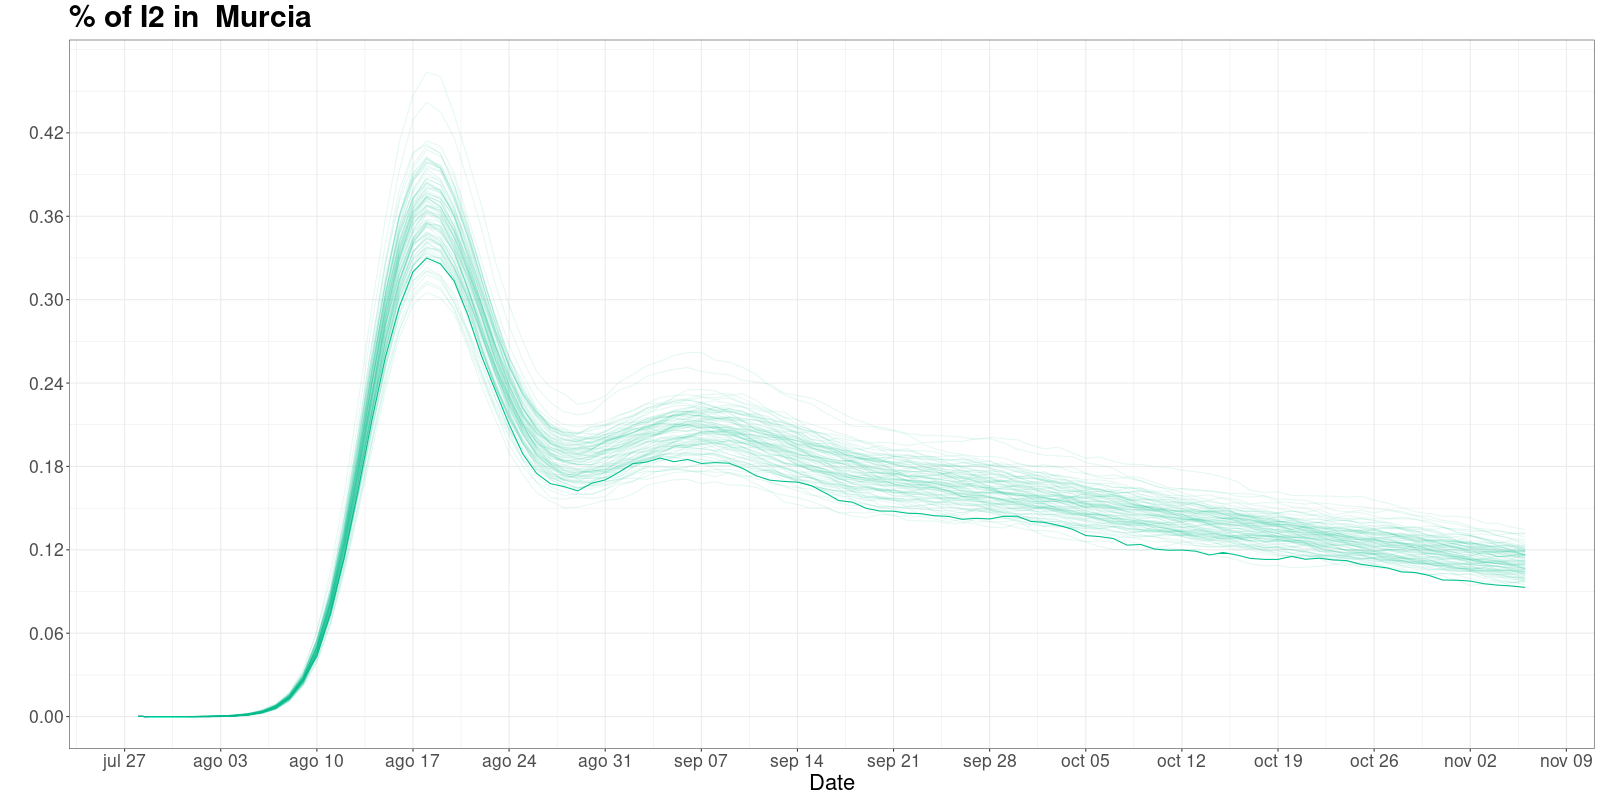 % of I2 in  Murcia
0.42
0.36
0.30
0.24
0.18
0.12
0.06
0.00
jul 27 ago 03 ago 10 ago 17 ago 24 ago 31 sep 07 sep 14 sep 21 sep 28 oct 05 oct 12 oct 19 oct 26 nov 02 nov 09
Date